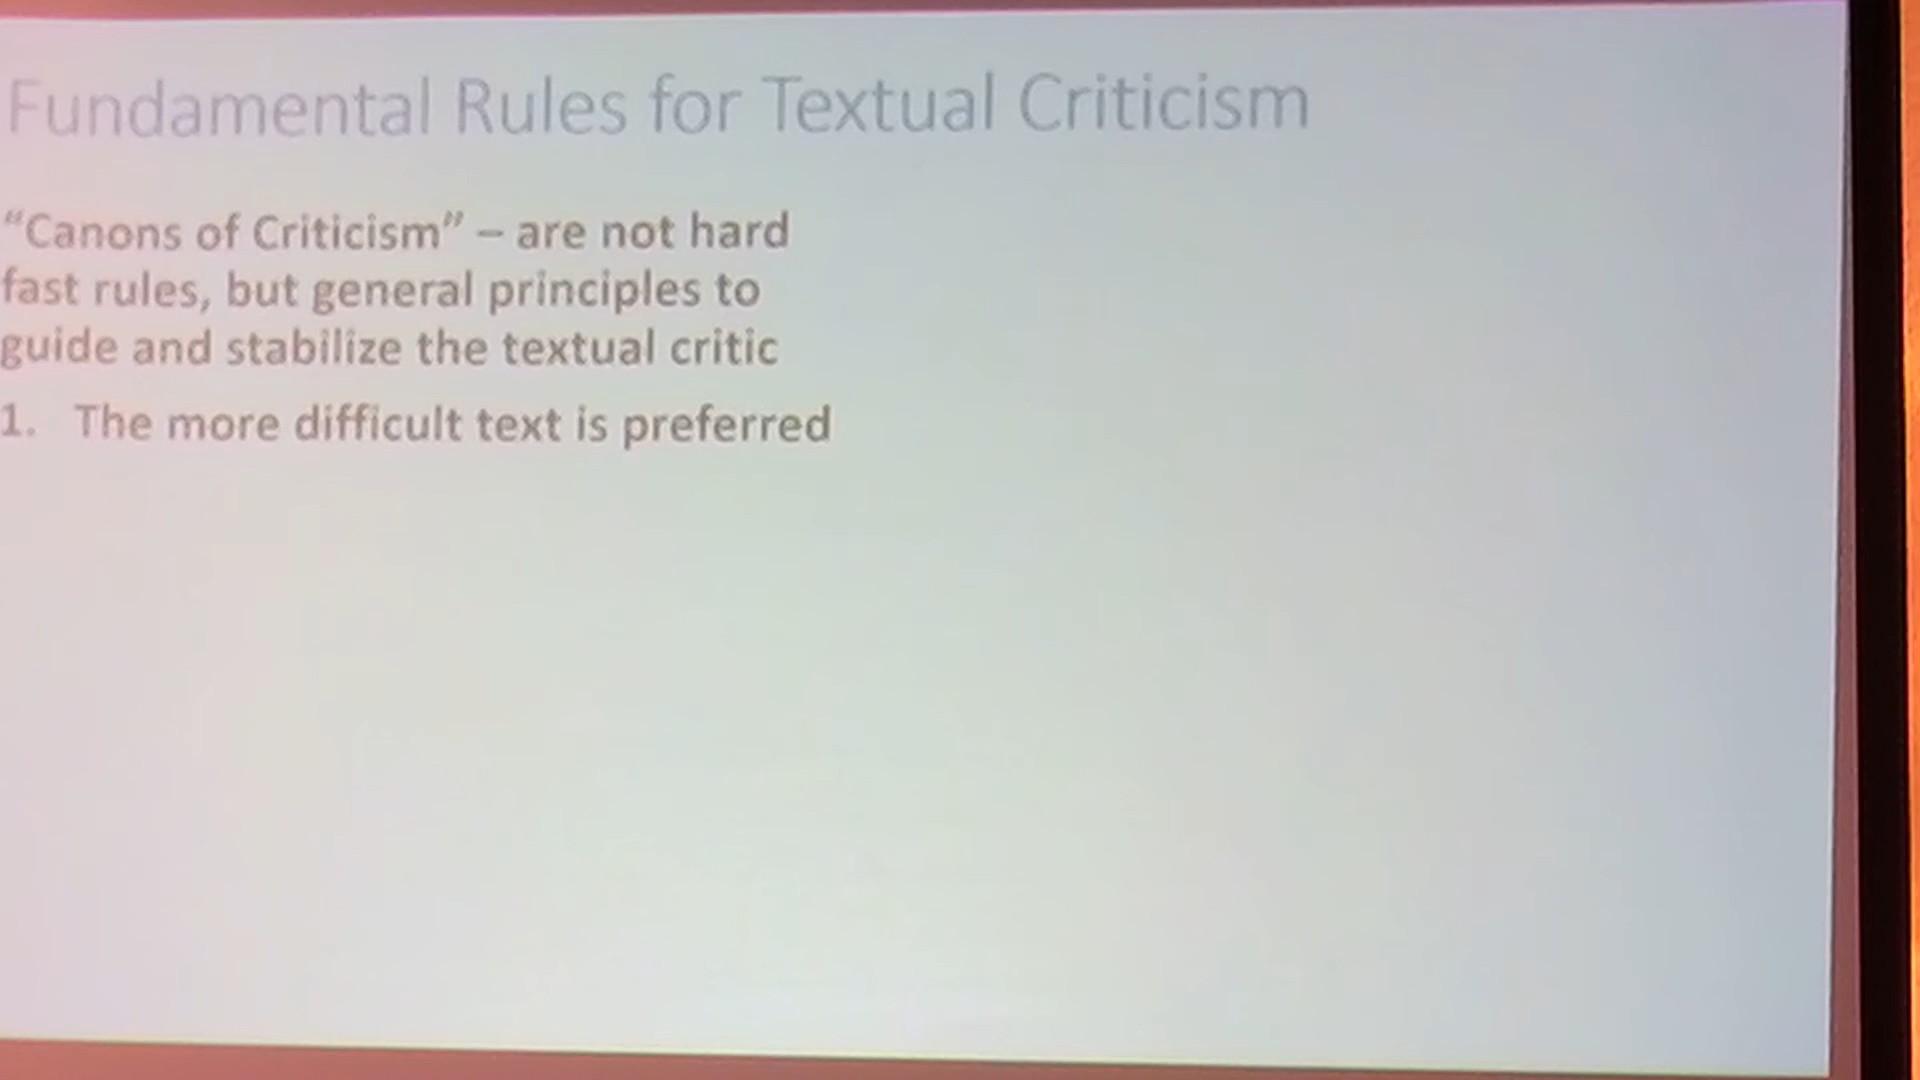 Fundamental Rules for Textual Criticism
“Canons of Criticism” – are not hard
fast rules, but general principles to
guide and stabilize the textual critic
1. The more difficult text is preferred